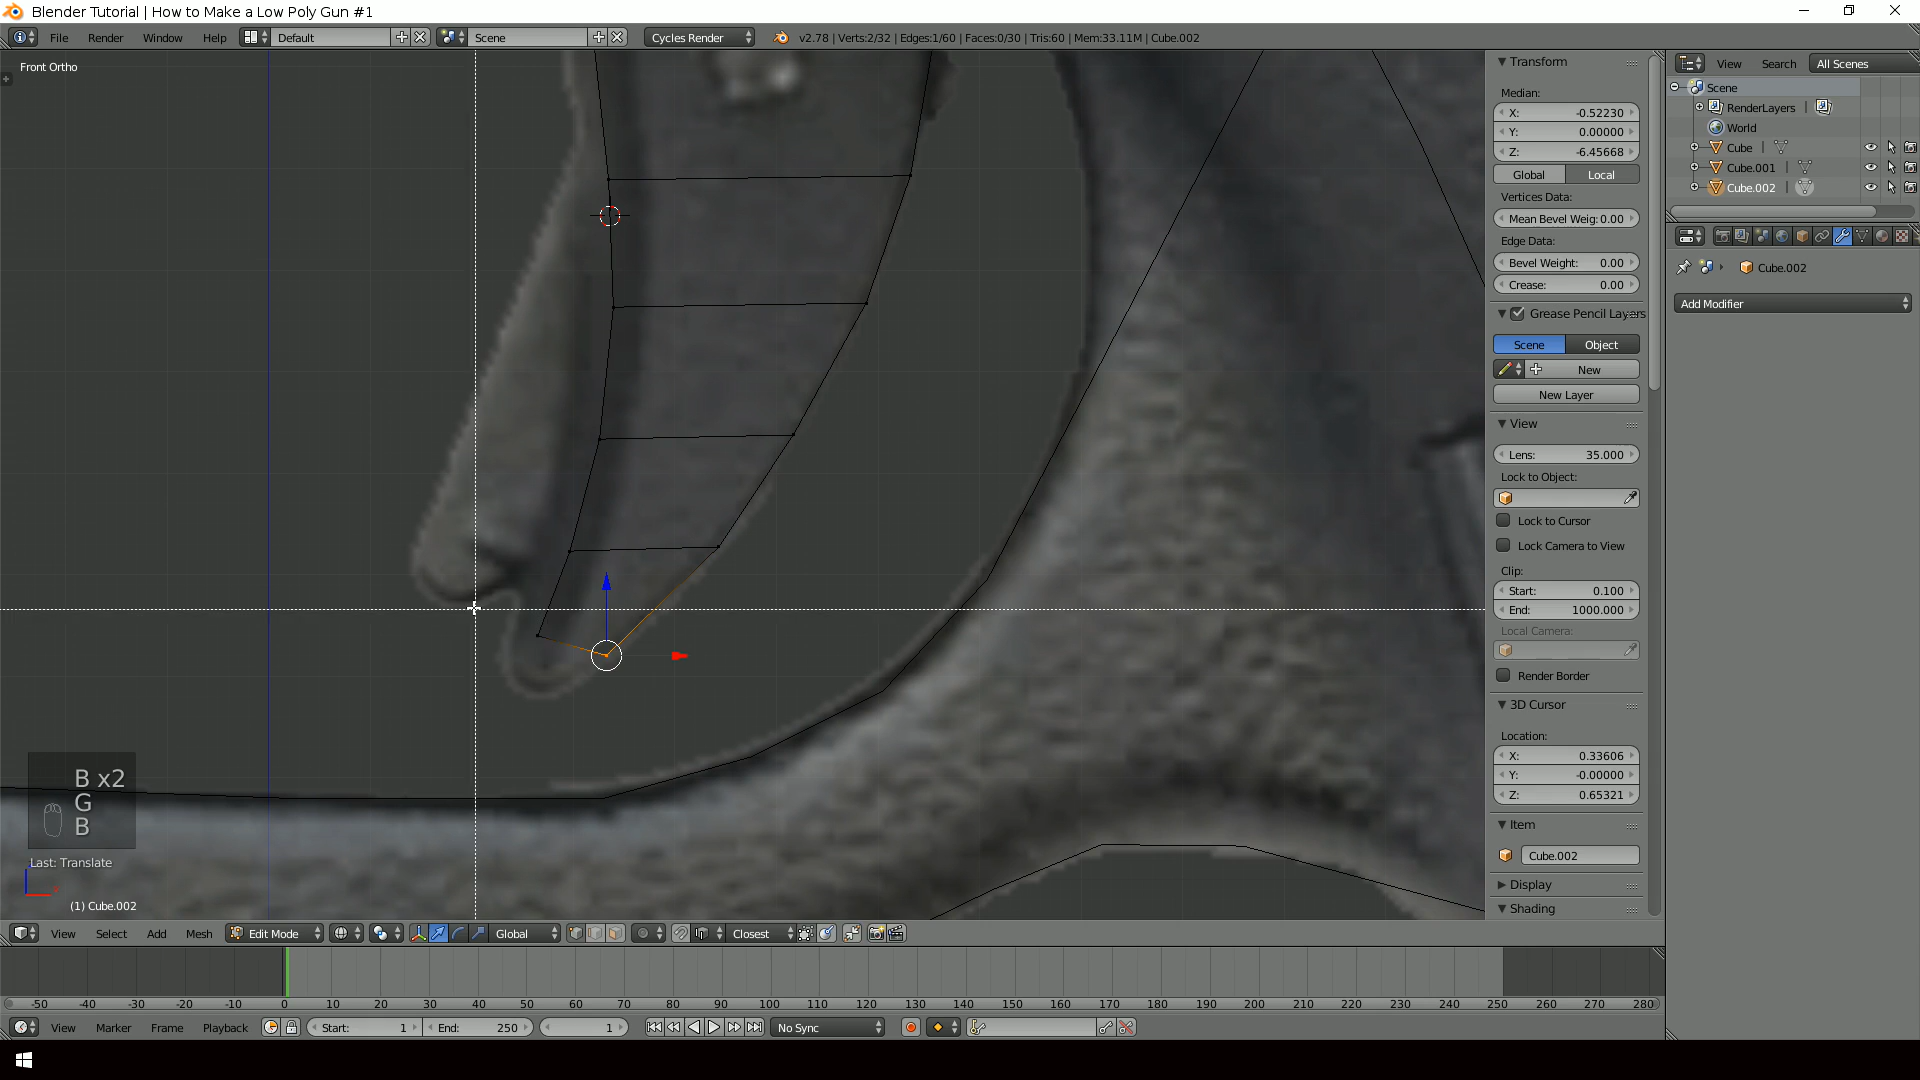 Blender Tutorial | How to Make a Low Poly Gun #1
File Render Window Help Default Scene Cycles Render v2.78 | Verts:2/32 | Edges:1/60 | Faces:0/30 | Tris:60 | Mem:33.11M | Cube.002
Front Ortho
B x2
G
B
Last: Translate
(1) Cube.002
Transform
Median:
X: -0.52230
Y: 0.00000
Z: -6.45668
Global Local
Vertices Data:
Mean Bevel Weig: 0.00
Edge Data:
Bevel Weight: 0.00
Crease: 0.00
Grease Pencil Layers
Scene Object
New
New Layer
View
Lens: 35.000
Lock to Object:
Lock to Cursor
Lock Camera to View
Clip:
Start: 0.100
End: 1000.000
Local Camera:
Render Border
3D Cursor
Location:
X: 0.33606
Y: -0.00000
Z: 0.65321
Item
Cube.002
Display
Shading
View Search All Scenes
Scene
RenderLayers |
World
Cube |
Cube.001 |
Cube.002 |
Cube.002
Add Modifier
View Select Add Mesh Edit Mode Global Closest
-50 -40 -30 -20 -10 0 10 20 30 40 50 60 70 80 90 100 110 120 130 140 150 160 170 180 190 200 210 220 230 240 250 260 270 280
View Marker Frame Playback Start: 1 End: 250 1 No Sync